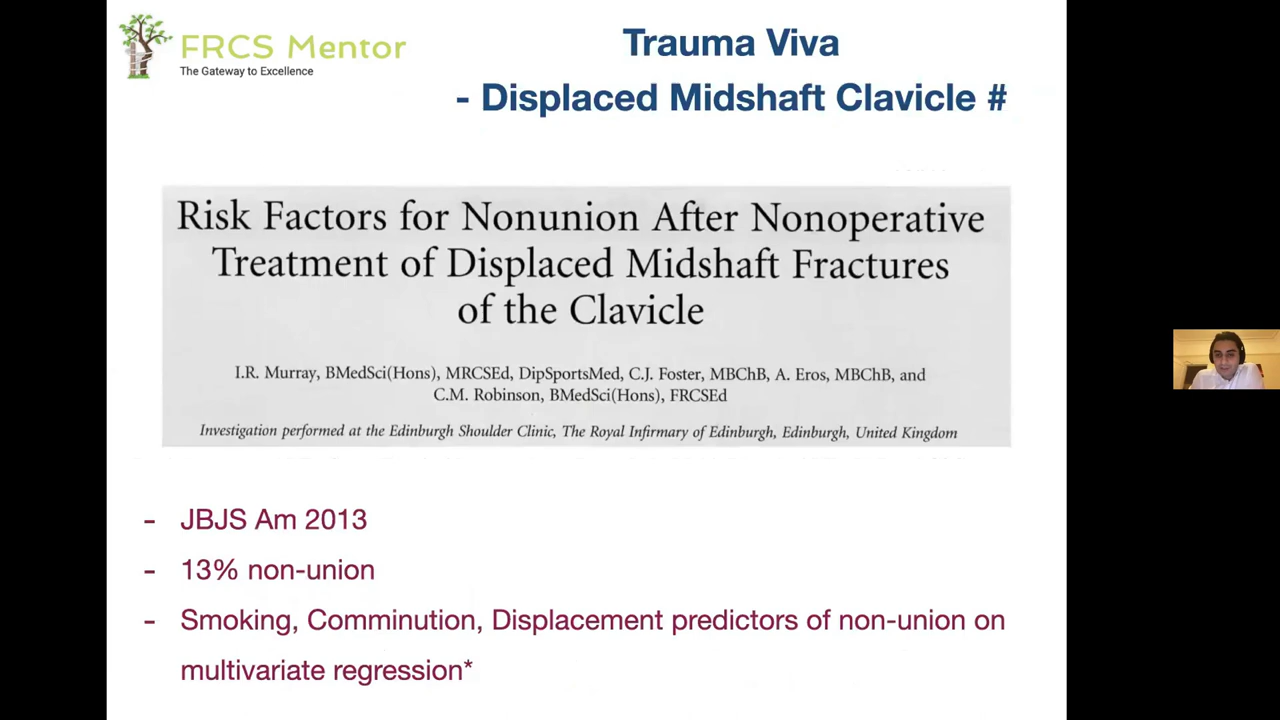 FRCS Mentor
The Gateway to Excellence
Trauma Viva
- Displaced Midshaft Clavicle #
Risk Factors for Nonunion After Nonoperative
Treatment of Displaced Midshaft Fractures
of the Clavicle
I.R. Murray, BMedSci(Hons), MRCSEd, DipSportsMed, C.J. Foster, MBChB, A. Eros, MBChB, and
C.M. Robinson, BMedSci(Hons), FRCSEd
Investigation performed at the Edinburgh Shoulder Clinic, The Royal Infirmary of Edinburgh, Edinburgh, United Kingdom
- JBJS Am 2013
- 13% non-union
- Smoking, Comminution, Displacement predictors of non-union on
multivariate regression*